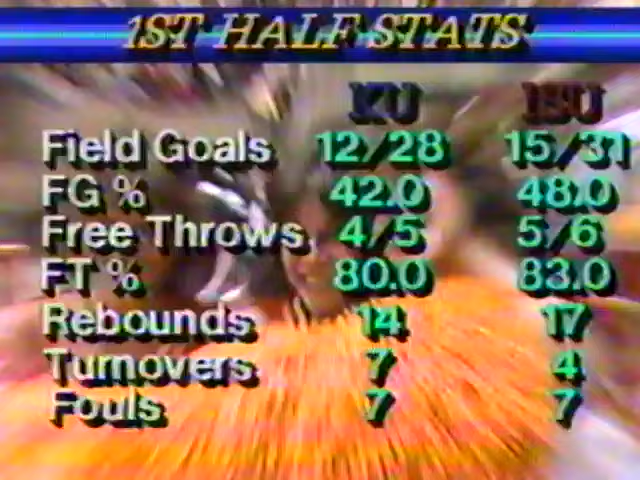 1ST HALF STATS
KU ISU
Field Goals 12/28 15/31
FG % 42.0 48.0
Free Throws 4/5 5/6
FT % 80.0 83.0
Rebounds 14 17
Turnovers 7 4
Fouls 7 7